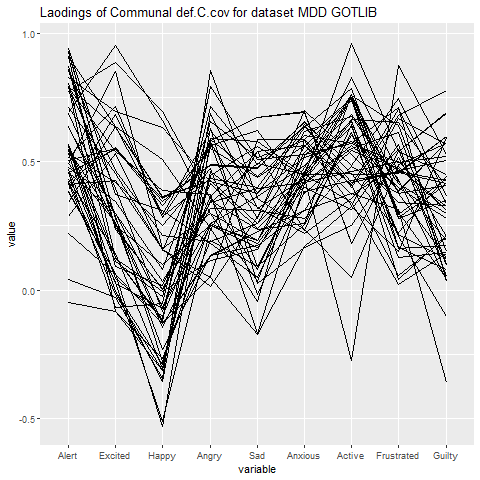 Laodings of Communal def.C.cov for dataset MDD GOTLIB
1.0
0.5
0.0
-0.5
value
Alert Excited Happy Angry Sad Anxious Active Frustrated Guilty
variable